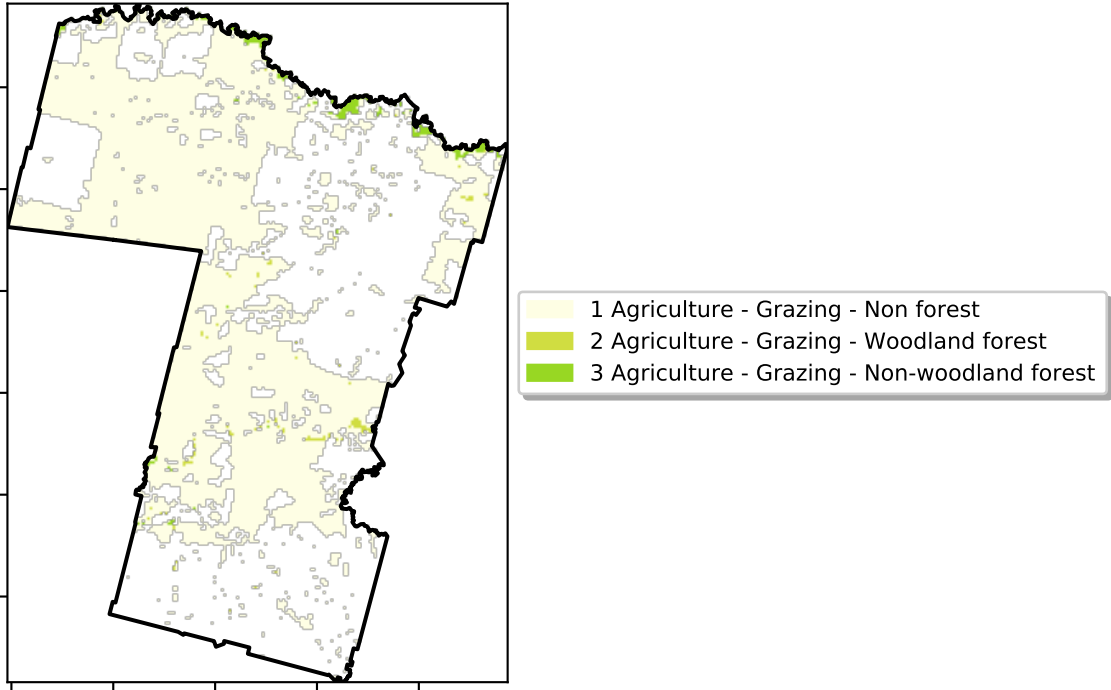 1 Agriculture - Grazing - Non forest
2 Agriculture - Grazing - Woodland forest
3 Agriculture - Grazing - Non-woodland forest